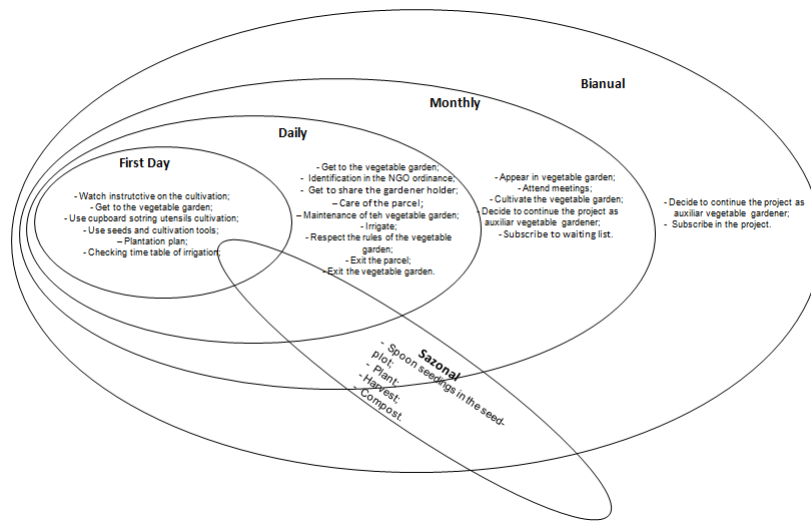 Bianual
Monthly
Daily
First Day
- Watch instrutctive on the cultivation;
- Get to the vegetable garden;
- Use cupboard sotring utensils cultivation;
- Use seeds and cultivation tools;
– Plantation plan;
- Checking time table of irrigation;
- Get to the vegetable garden;
- Identification in the NGO ordinance;
- Get to share the gardener holder;
– Care of the parcel;
– Maintenance of teh vegetable garden;
- Irrigate;
- Respect the rules of the vegetable
garden;
- Exit the parcel;
- Exit the vegetable garden.
- Appear in vegetable garden;
- Attend meetings;
- Cultivate the vegetable garden;
- Decide to continue the project as
auxiliar vegetable gardener;
- Subscribe to waiting list.
- Decide to continue the project as
auxiliar vegetable gardener;
- Subscribe in the project.
Sazonal
- Spoon seedings in the seed-
plot;
- Plant;
- Harvest;
- Compost.